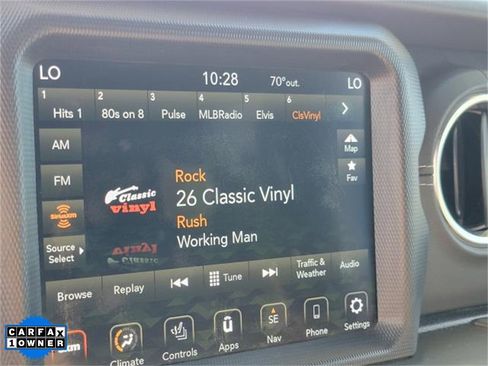 LO 10:28 70°out. LO
1 2 3 4 5 6
Hits 1 80s on 8 Pulse MLBRadio Elvis ClsVinyl
AM
Map
FM
Fav
Classic
vinyl
Rock
26 Classic Vinyl
Rush
Working Man
SiriusXM
Source
Select
Browse Replay Tune Traffic & Weather Audio
SE
Climate Controls Apps Nav Phone Settings
CARFAX
1 OWNER